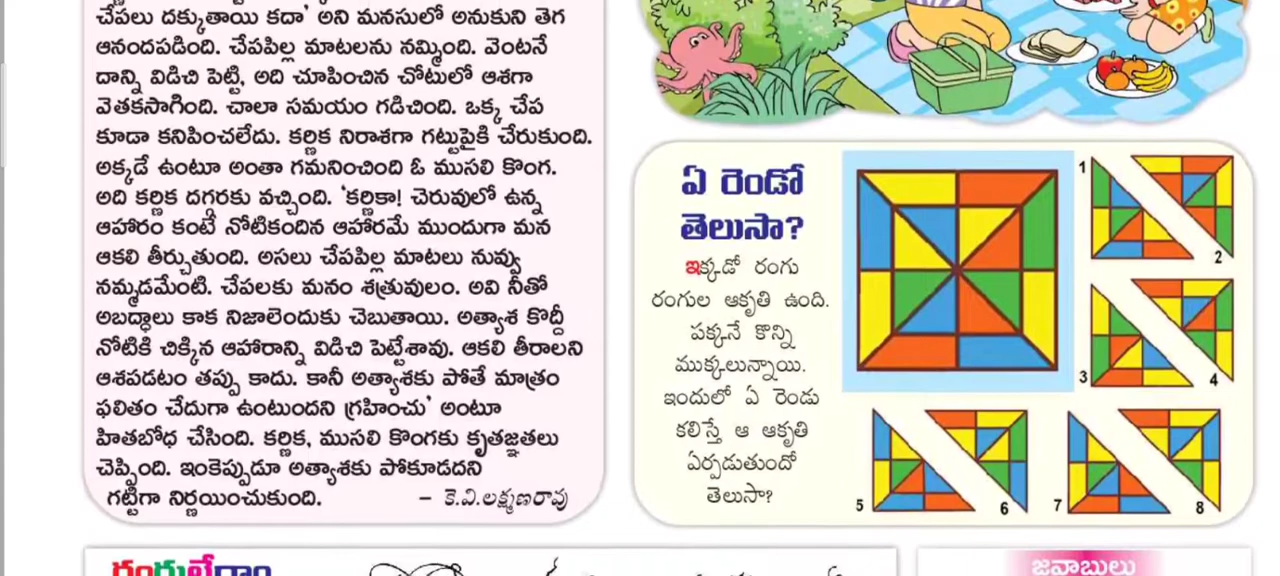 చేపలు దక్కుతాయి కదా’ అని మనసులో అనుకుని తెగ
ఆనందపడింది. చేపపిల్ల మాటలను నమ్మింది. వెంటనే
దాన్ని విడిచి పెట్టి, అది చూపించిన చోటులో ఆశగా
వెతకసాగింది. చాలా సమయం గడిచింది. ఒక్క చేప
కూడా కనిపించలేదు. కర్ణిక నిరాశగా గట్టుపైకి చేరుకుంది.
అక్కడే ఉంటూ అంతా గమనించింది ఓ ముసలి కొంగ.
అది కర్ణిక దగ్గరకు వచ్చింది. ‘కర్ణికా! చెరువులో ఉన్న
ఆహారం కంటే నోటికందిన ఆహారమే ముందుగా మన
ఆకలి తీర్చుతుంది. అసలు చేపపిల్ల మాటలు నువ్వు
నమ్మడమేంటి. చేపలకు మనం శత్రువులం. అవి నీతో
అబద్ధాలు కాక నిజాలెందుకు చెబుతాయి. అత్యాశ కొద్దీ
నోటికి చిక్కిన ఆహారాన్ని విడిచి పెట్టేశావు. ఆకలి తీరాలని
ఆశపడటం తప్పు కాదు. కానీ అత్యాశకు పోతే మాత్రం
ఫలితం చేదుగా ఉంటుందని గ్రహించు’ అంటూ
హితబోధ చేసింది. కర్ణిక, ముసలి కొంగకు కృతజ్ఞతలు
చెప్పింది. ఇంకెప్పుడూ అత్యాశకు పోకూడదని
గట్టిగా నిర్ణయించుకుంది. – కె.వి.లక్ష్మణరావు
ఏ రెండో
తెలుసా?
ఇక్కడో రంగు
రంగుల ఆకృతి ఉంది.
పక్కనే కొన్ని
ముక్కలున్నాయి.
ఇందులో ఏ రెండు
కలిస్తే ఆ ఆకృతి
ఏర్పడుతుందో
తెలుసా?
1
2
3
4
5
6
7
8
జవాబులు